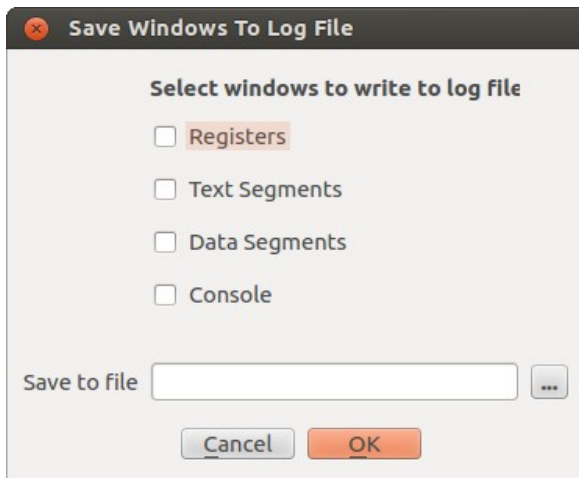 Save Windows To Log File
Select windows to write to log file
Registers
Text Segments
Data Segments
Console
Save to file ...
Cancel OK